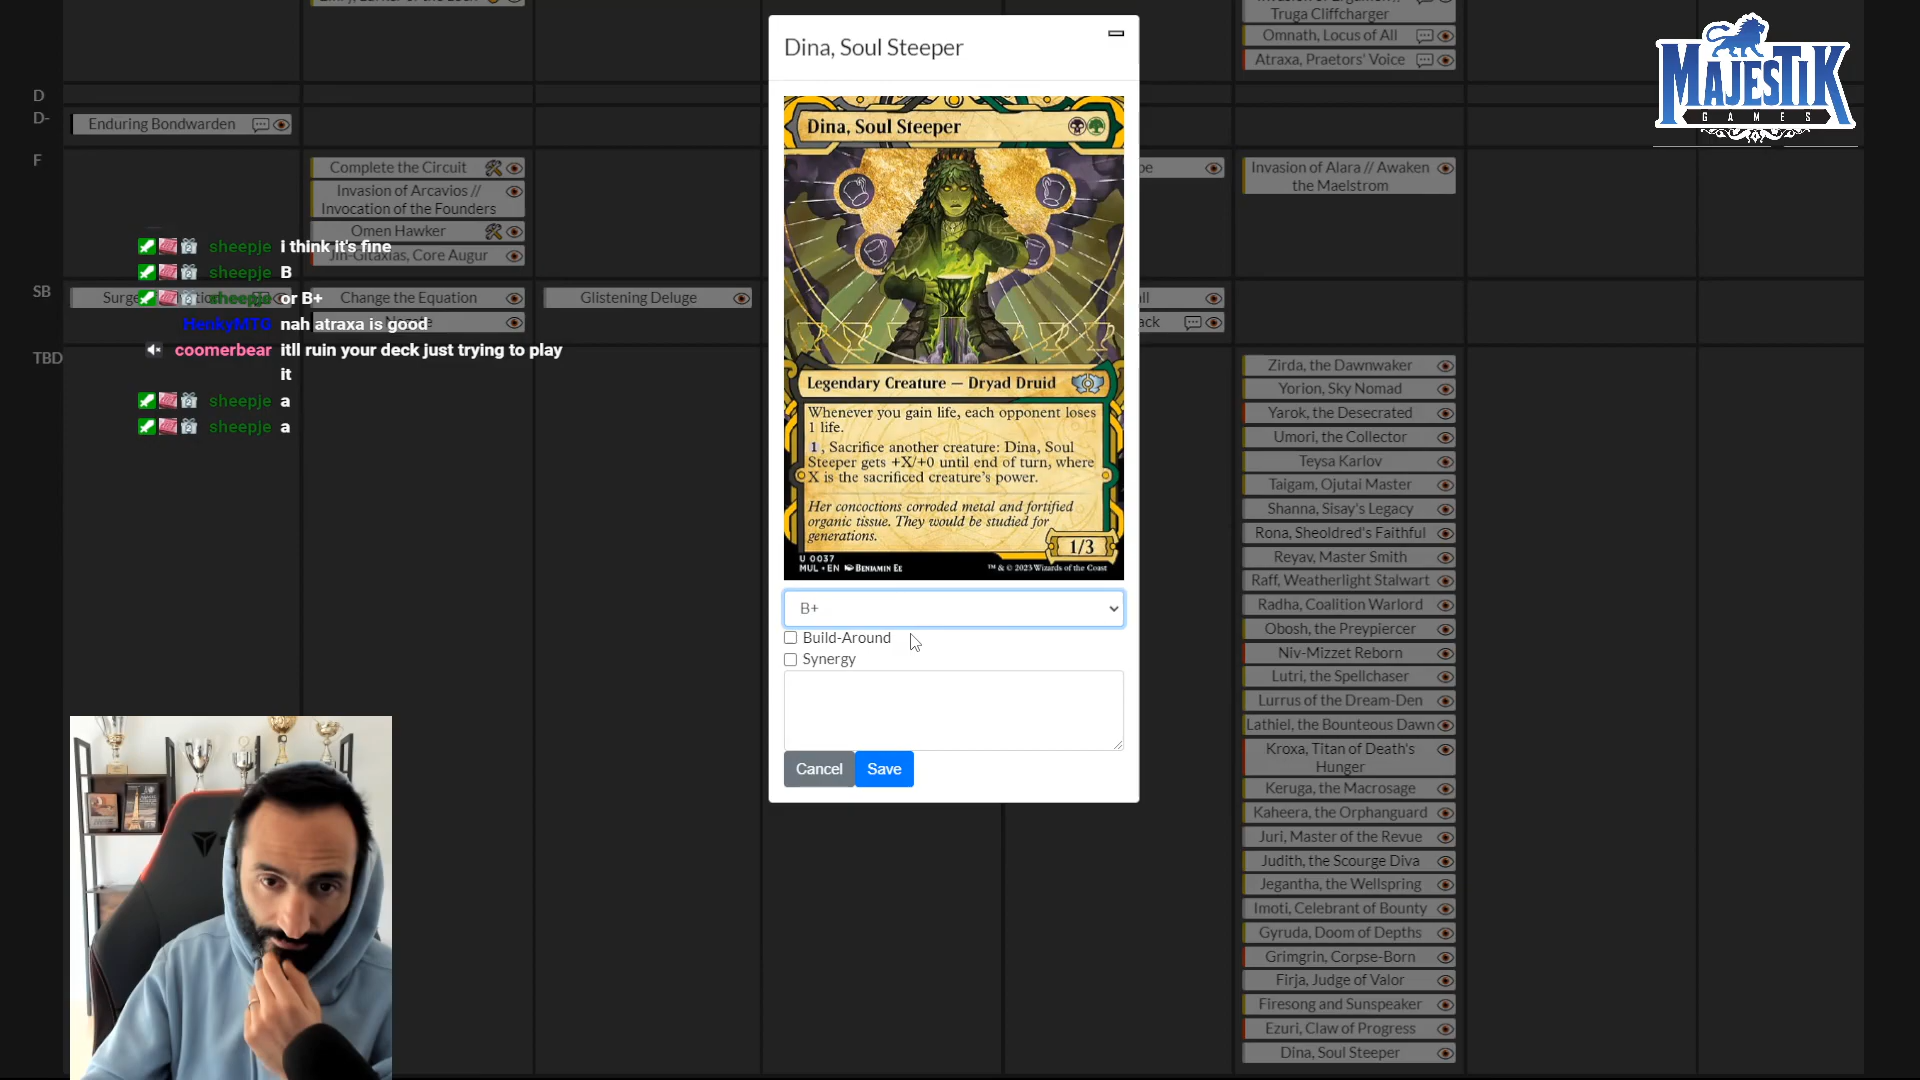 Dina, Soul Steeper
Truga Cliffcharger
Omnath, Locus of All
Atraxa, Praetors' Voice
MAJESTIK
GAMES
D
D-
Enduring Bondwarden
F
Complete the Circuit
Invasion of Arcavios //
Invocation of the Founders
Omen Hawker
Jin-Gitaxias, Core Augur
Invasion of Alara // Awaken
the Maelstrom
SB
Change the Equation
Glistening Deluge
TBD
sheepje i think it's fine
sheepje B
sheepje or B+
HenkyMTG nah atraxa is good
coomerbear itll ruin your deck just trying to play
it
sheepje a
sheepje a
Dina, Soul Steeper
Legendary Creature — Dryad Druid
Whenever you gain life, each opponent loses
1 life.
1, Sacrifice another creature: Dina, Soul
Steeper gets +X/+0 until end of turn, where
X is the sacrificed creature's power.
Her concoctions corroded metal and fortified
organic tissue. They would be studied for
generations.
1/3
U 0037
MUL • EN Benjamin Ee
™ & © 2023 Wizards of the Coast
B+
Build-Around
Synergy
Cancel
Save
Zirda, the Dawnwaker
Yorion, Sky Nomad
Yarok, the Desecrated
Umori, the Collector
Teysa Karlov
Taigam, Ojutai Master
Shanna, Sisay's Legacy
Rona, Sheoldred's Faithful
Reyav, Master Smith
Raff, Weatherlight Stalwart
Radha, Coalition Warlord
Obosh, the Preypiercer
Niv-Mizzet Reborn
Lutri, the Spellchaser
Lurrus of the Dream-Den
Lathiel, the Bounteous Dawn
Kroxa, Titan of Death's
Hunger
Keruga, the Macrosage
Kaheera, the Orphanguard
Juri, Master of the Revue
Judith, the Scourge Diva
Jegantha, the Wellspring
Imoti, Celebrant of Bounty
Gyruda, Doom of Depths
Grimgrin, Corpse-Born
Firja, Judge of Valor
Firesong and Sunspeaker
Ezuri, Claw of Progress
Dina, Soul Steeper